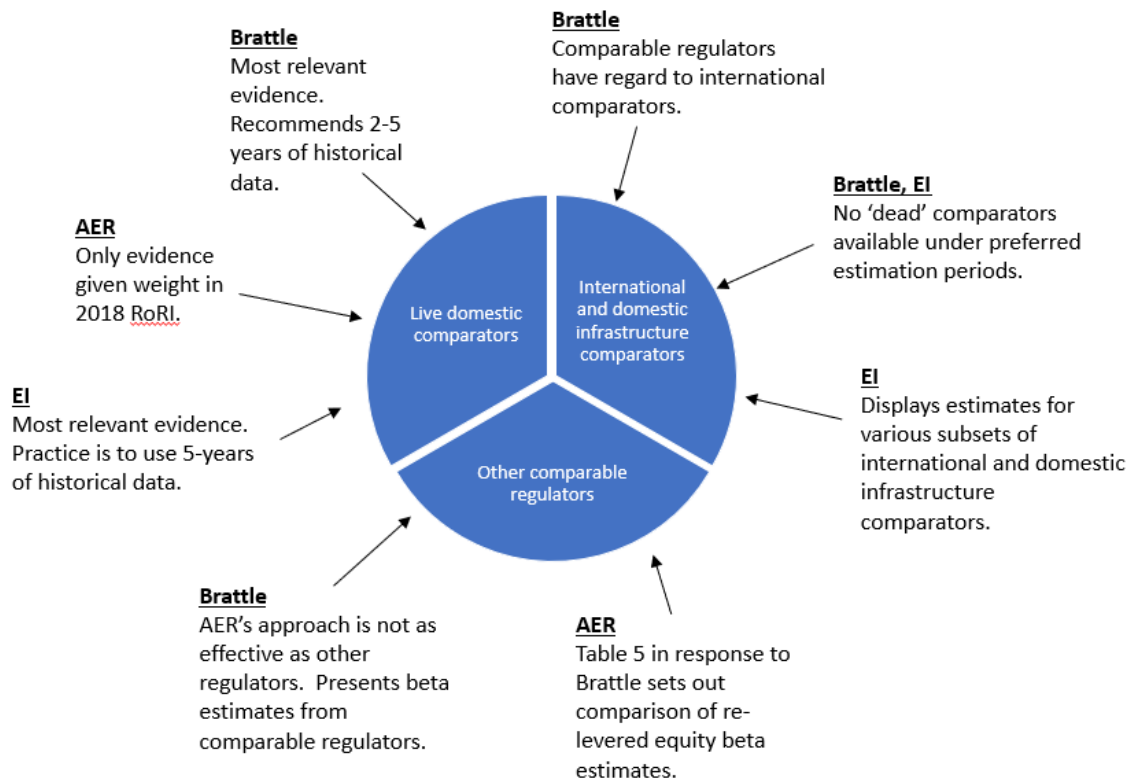 Brattle
Most relevant
evidence.
Recommends 2-5
years of historical
data.
Brattle
Comparable regulators
have regard to international
comparators.
Brattle, EI
No ‘dead’ comparators
available under preferred
estimation periods.
AER
Only evidence
given weight in
2018 RoRI.
Live domestic
comparators
International
and domestic
infrastructure
comparators
EI
Most relevant evidence.
Practice is to use 5-years
of historical data.
EI
Displays estimates for
various subsets of
international and domestic
infrastructure
comparators.
Other comparable
regulators
Brattle
AER’s approach is not as
effective as other
regulators.  Presents beta
estimates from
comparable regulators.
AER
Table 5 in response to
Brattle sets out
comparison of re-
levered equity beta
estimates.